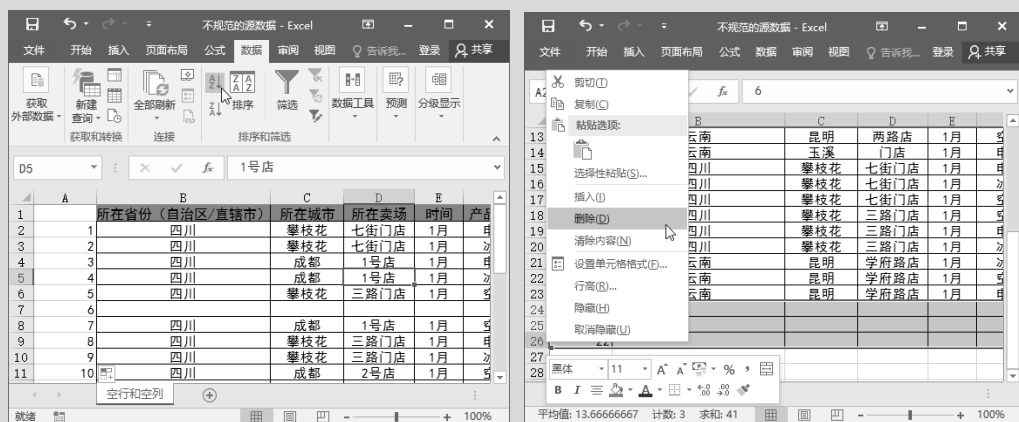 不规范的源数据 - Excel
文件 开始 插入 页面布局 公式 数据 审阅 视图 告诉我... 登录 共享
获取
外部数据
新建
查询
全部刷新
排序
筛选
数据工具
预测
分级显示
获取和转换 连接 排序和筛选
D5 fx 1号店
A B C D E
1 所在省份（自治区/直辖市） 所在城市 所在卖场 时间
2 1 四川 攀枝花 七街门店 1月
3 2 四川 攀枝花 七街门店 1月
4 3 四川 成都 1号店 1月
5 4 四川 成都 1号店 1月
6 5 四川 攀枝花 三路门店 1月
7 6
8 7 四川 成都 1号店 1月
9 8 四川 攀枝花 三路门店 1月
10 9 四川 攀枝花 三路门店 1月
11 10 四川 成都 2号店 1月
空行和空列
就绪 100%
不规范的源数据 - Excel
文件 开始 插入 页面布局 公式 数据 审阅 视图 告诉我... 登录 共享
fx 6
剪切(T)
复制(C)
粘贴选项:
选择性粘贴(S)...
插入(I)
删除(D)
清除内容(N)
设置单元格格式(F)...
行高(R)...
隐藏(H)
取消隐藏(U)
B C D E
13 云南 昆明 两路店 1月
14 云南 玉溪 门店 1月
15 四川 攀枝花 七街门店 1月
16 四川 攀枝花 七街门店 1月
17 四川 攀枝花 七街门店 1月
18 四川 攀枝花 三路门店 1月
19 四川 攀枝花 三路门店 1月
20 四川 攀枝花 三路门店 1月
21 云南 昆明 学府路店 1月
22 云南 昆明 学府路店 1月
23 云南 昆明 学府路店 1月
24
25
26 22
27
28
黑体 11 A A %
B I A
平均值: 13.66666667 计数: 3 求和: 41 100%